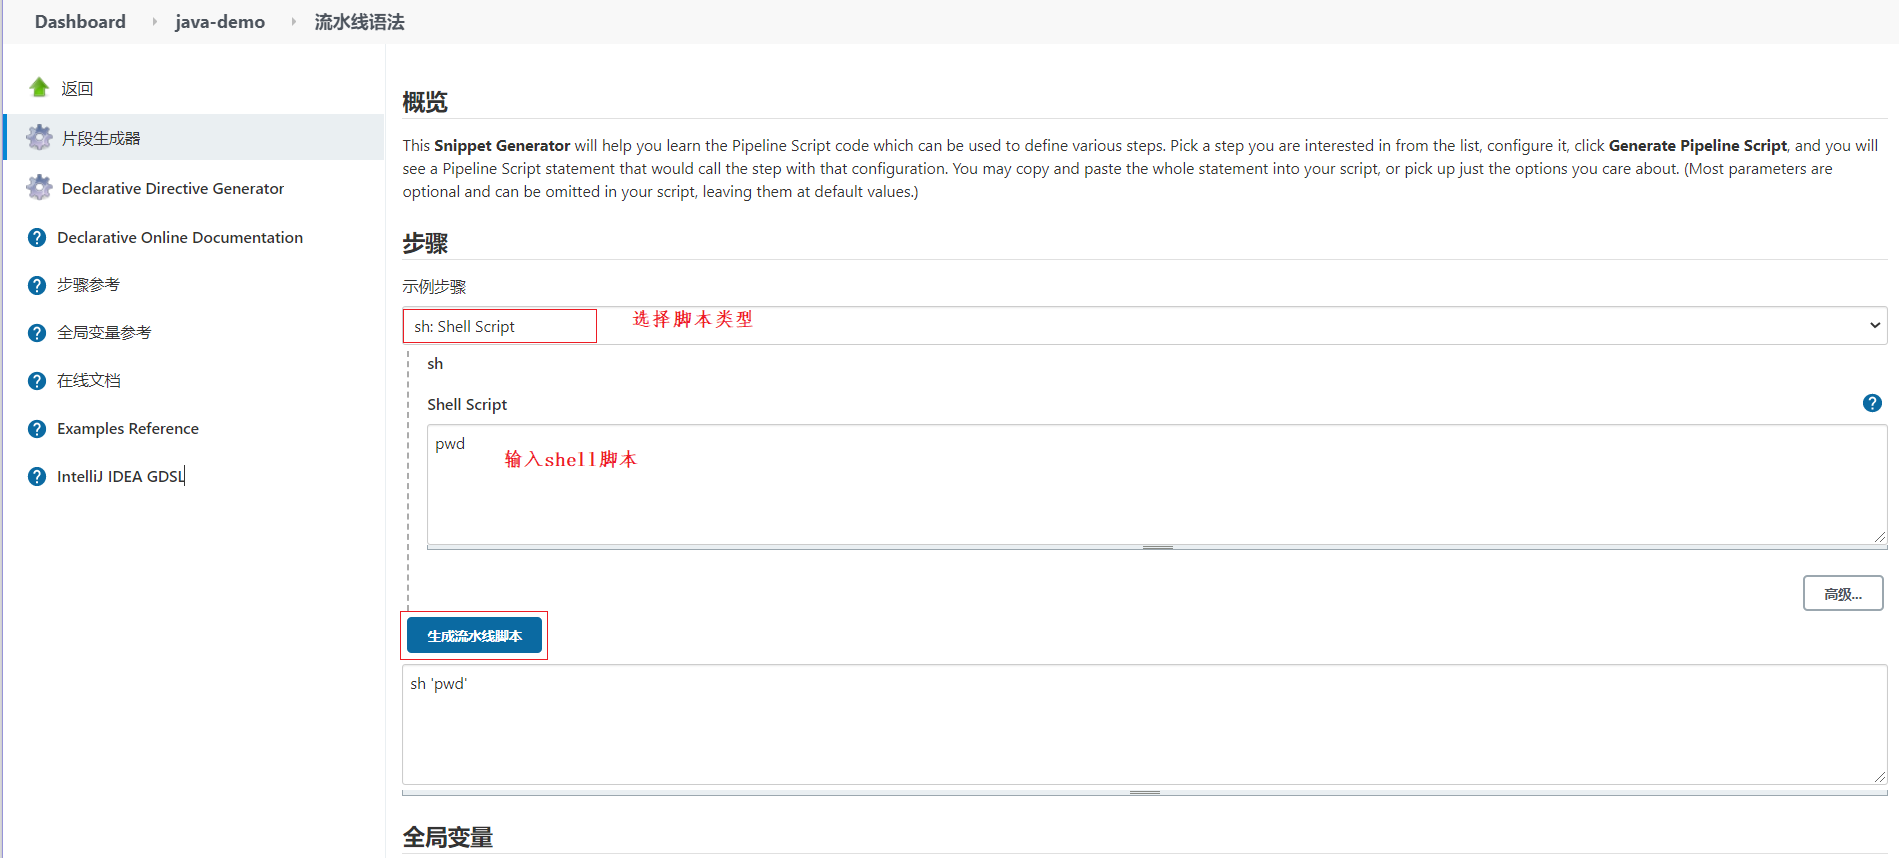 Dashboard java-demo 流水线语法
返回
片段生成器
Declarative Directive Generator
Declarative Online Documentation
步骤参考
全局变量参考
在线文档
Examples Reference
IntelliJ IDEA GDSL
概览
This Snippet Generator will help you learn the Pipeline Script code which can be used to define various steps. Pick a step you are interested in from the list, configure it, click Generate Pipeline Script, and you will
see a Pipeline Script statement that would call the step with that configuration. You may copy and paste the whole statement into your script, or pick up just the options you care about. (Most parameters are
optional and can be omitted in your script, leaving them at default values.)
步骤
示例步骤
sh: Shell Script 选择脚本类型
sh
Shell Script
pwd
输入shell脚本
高级...
生成流水线脚本
sh 'pwd'
全局变量